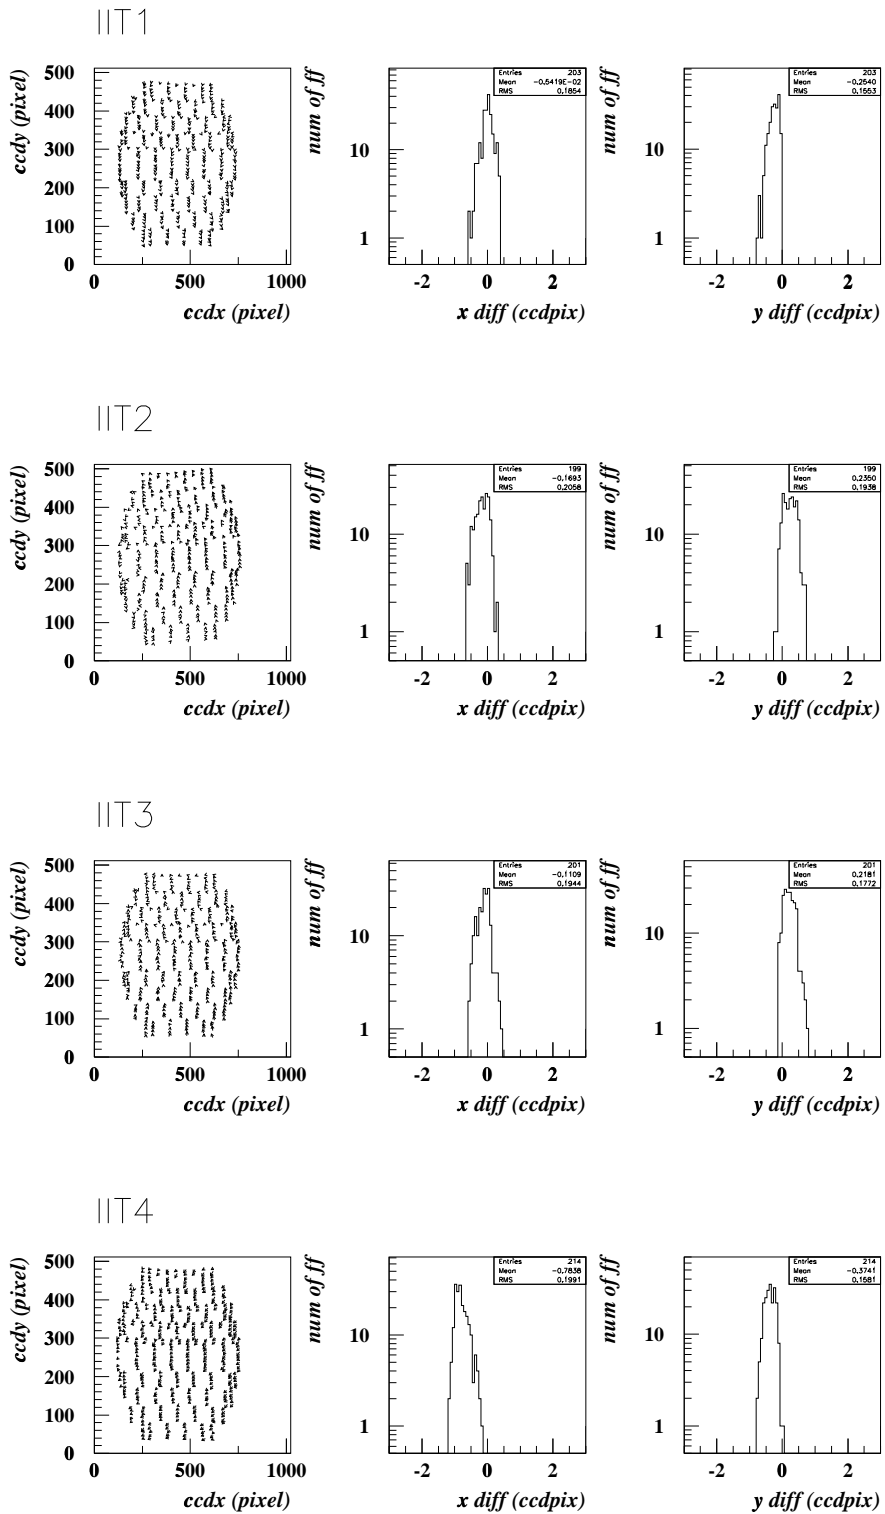 IIT1
ccdy (pixel)
500
400
300
200
100
0
0 500 1000
ccdx (pixel)
num of ff
10
1
Entries 203
Mean -0.5419E-02
RMS 0.1854
-2 0 2
x diff (ccdpix)
num of ff
10
1
Entries 203
Mean -0.2540
RMS 0.1553
-2 0 2
y diff (ccdpix)
IIT2
ccdy (pixel)
500
400
300
200
100
0
0 500 1000
ccdx (pixel)
num of ff
10
1
Entries 199
Mean -0.1693
RMS 0.2058
-2 0 2
x diff (ccdpix)
num of ff
10
1
Entries 199
Mean 0.2350
RMS 0.1938
-2 0 2
y diff (ccdpix)
IIT3
ccdy (pixel)
500
400
300
200
100
0
0 500 1000
ccdx (pixel)
num of ff
10
1
Entries 201
Mean -0.1109
RMS 0.1944
-2 0 2
x diff (ccdpix)
num of ff
10
1
Entries 201
Mean 0.2181
RMS 0.1772
-2 0 2
y diff (ccdpix)
IIT4
ccdy (pixel)
500
400
300
200
100
0
0 500 1000
ccdx (pixel)
num of ff
10
1
Entries 214
Mean -0.7838
RMS 0.1991
-2 0 2
x diff (ccdpix)
num of ff
10
1
Entries 214
Mean -0.3741
RMS 0.1581
-2 0 2
y diff (ccdpix)